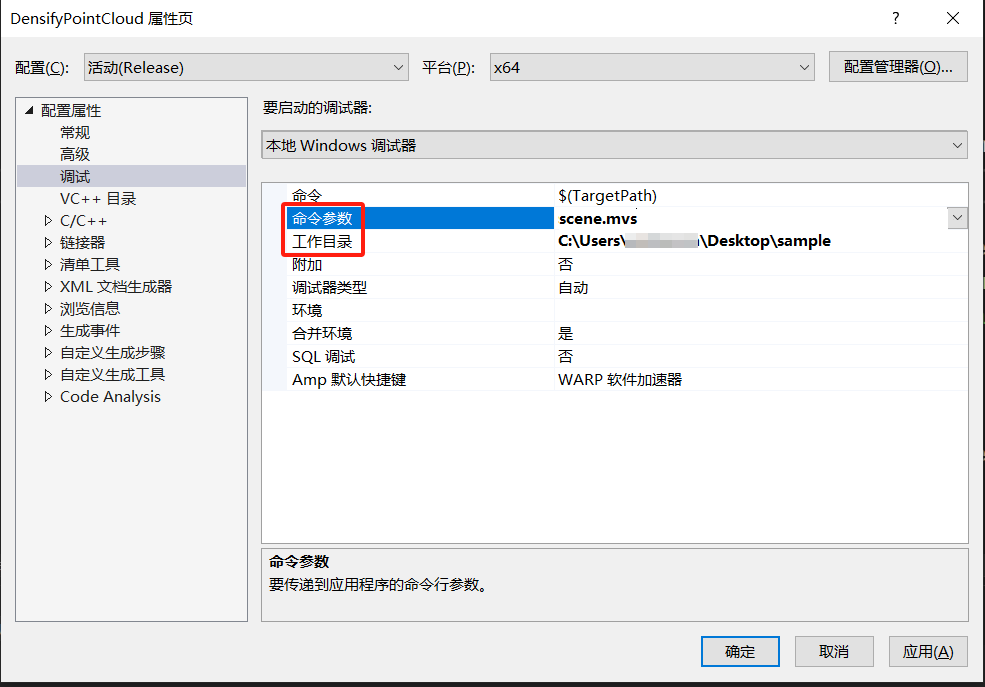 DensifyPointCloud 属性页
配置(C): 活动(Release) 平台(P): x64 配置管理器(O)...
配置属性
常规
高级
调试
VC++ 目录
C/C++
链接器
清单工具
XML 文档生成器
浏览信息
生成事件
自定义生成步骤
自定义生成工具
Code Analysis
要启动的调试器:
本地 Windows 调试器
命令 $(TargetPath)
命令参数 scene.mvs
工作目录 C:\Users\ \Desktop\sample
附加 否
调试器类型 自动
环境
合并环境 是
SQL 调试 否
Amp 默认快捷键 WARP 软件加速器
命令参数
要传递到应用程序的命令行参数。
确定 取消 应用(A)